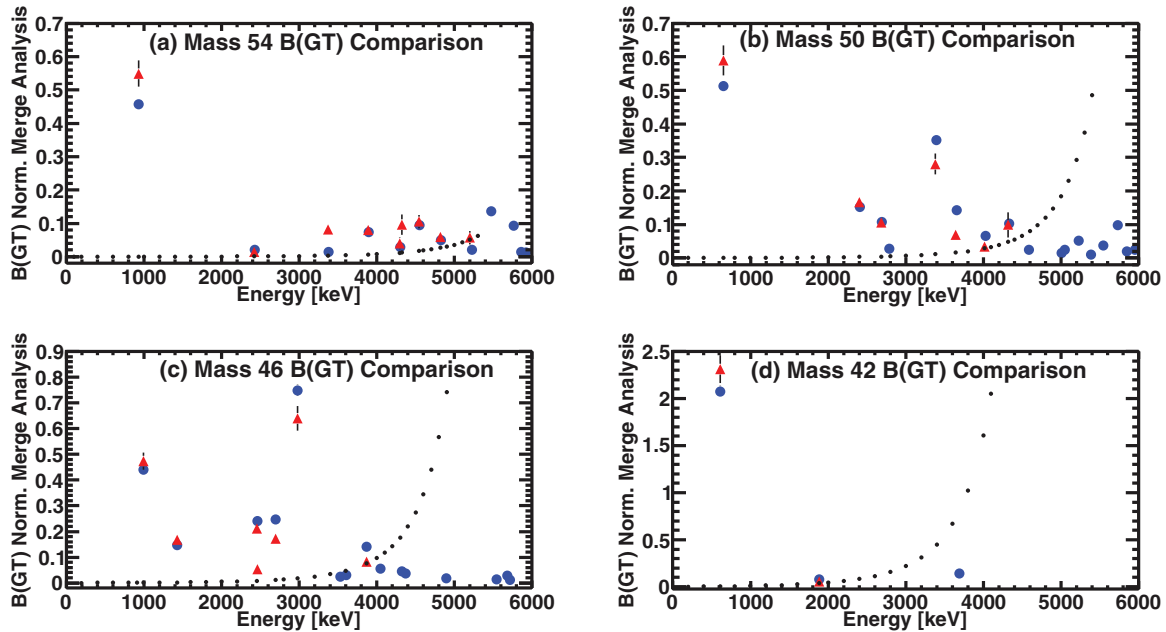 (a) Mass 54 B(GT) Comparison
B(GT) Norm. Merge Analysis
0.7
0.6
0.5
0.4
0.3
0.2
0.1
0
0 1000 2000 3000 4000 5000 6000
Energy [keV]
(b) Mass 50 B(GT) Comparison
B(GT) Norm. Merge Analysis
0.7
0.6
0.5
0.4
0.3
0.2
0.1
0
0 1000 2000 3000 4000 5000 6000
Energy [keV]
(c) Mass 46 B(GT) Comparison
B(GT) Norm. Merge Analysis
0.9
0.8
0.7
0.6
0.5
0.4
0.3
0.2
0.1
0
0 1000 2000 3000 4000 5000 6000
Energy [keV]
(d) Mass 42 B(GT) Comparison
B(GT) Norm. Merge Analysis
2.5
2
1.5
1
0.5
0
0 1000 2000 3000 4000 5000 6000
Energy [keV]